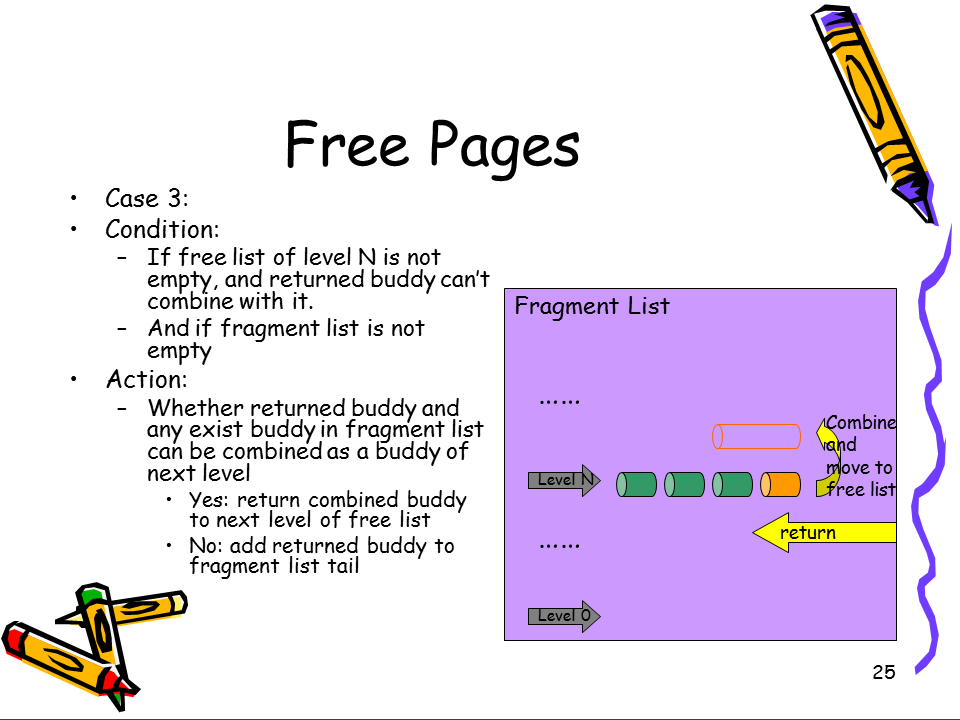 Free Pages
• Case 3:
• Condition:
– If free list of level N is not
empty, and returned buddy can’t
combine with it.
– And if fragment list is not
empty
• Action:
– Whether returned buddy and
any exist buddy in fragment list
can be combined as a buddy of
next level
• Yes: return combined buddy
to next level of free list
• No: add returned buddy to
fragment list tail
Fragment List
……
Combine
and
move to
free list
Level N
return
……
Level 0
25